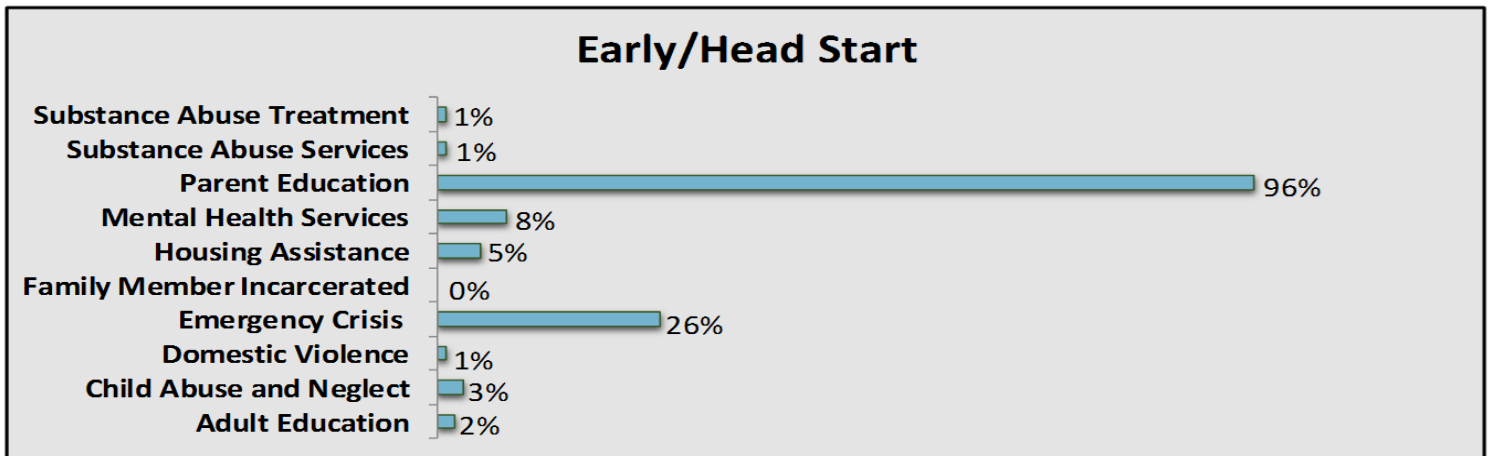 Early/Head Start
Substance Abuse Treatment 1%
Substance Abuse Services 1%
Parent Education 96%
Mental Health Services 8%
Housing Assistance 5%
Family Member Incarcerated 0%
Emergency Crisis 26%
Domestic Violence 1%
Child Abuse and Neglect 3%
Adult Education 2%